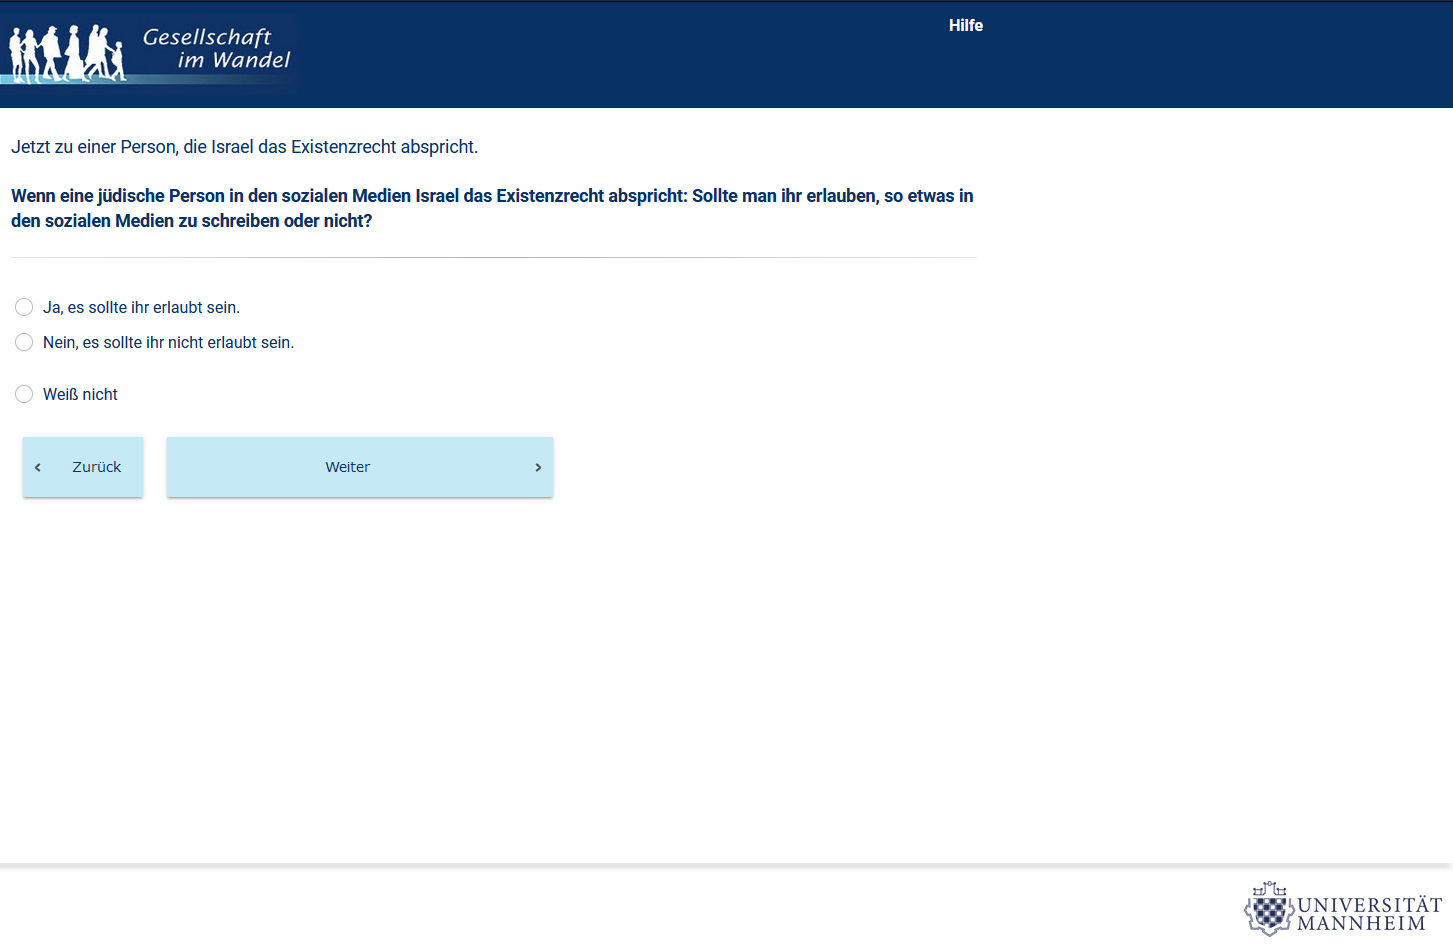 Gesellschaft
im Wandel
Hilfe
Jetzt zu einer Person, die Israel das Existenzrecht abspricht.
Wenn eine jüdische Person in den sozialen Medien Israel das Existenzrecht abspricht: Sollte man ihr erlauben, so etwas in
den sozialen Medien zu schreiben oder nicht?
Ja, es sollte ihr erlaubt sein.
Nein, es sollte ihr nicht erlaubt sein.
Weiß nicht
Zurück
Weiter
UNIVERSITÄT
MANNHEIM